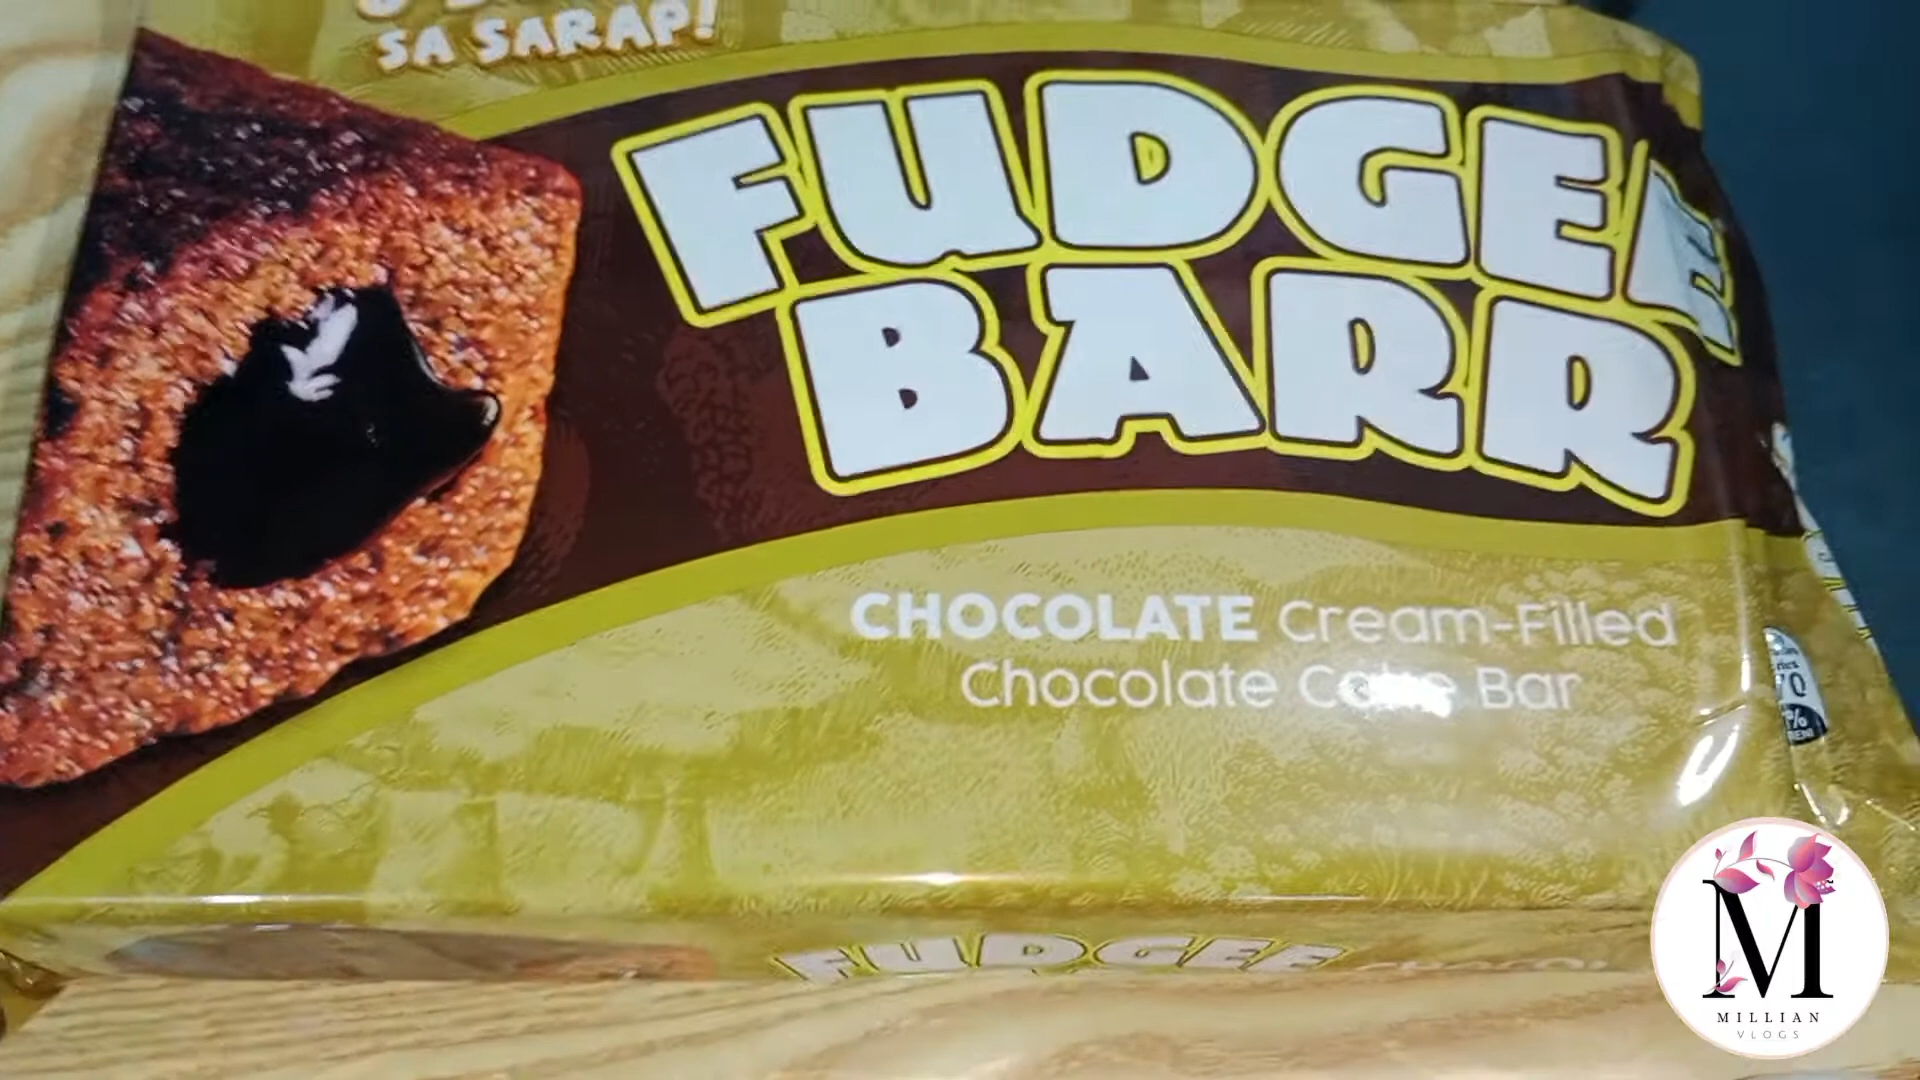 SA SARAP!
FUDGEE
BARR
CHOCOLATE Cream-Filled
Chocolate Cake Bar
FUDGEE
M
MILLIAN
VLOGS